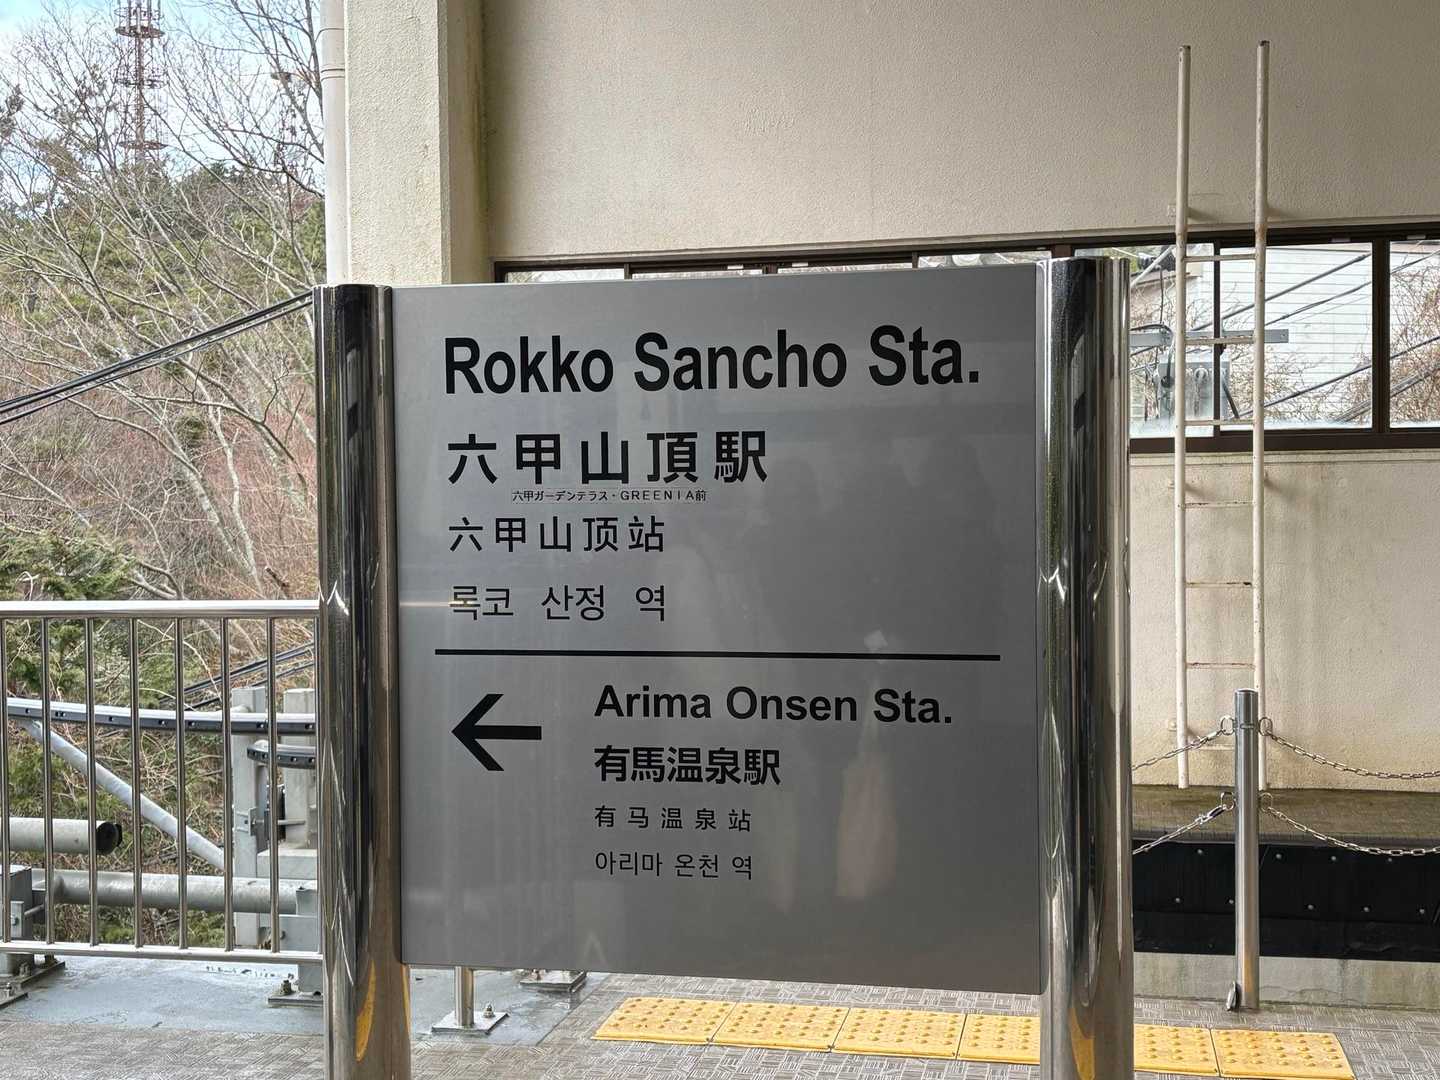 Rokko Sancho Sta.
六甲山頂駅
六甲ガーデンテラス・GREENIA前
六甲山顶站
록코 산정 역
Arima Onsen Sta.
有馬温泉駅
有马温泉站
아리마 온천 역